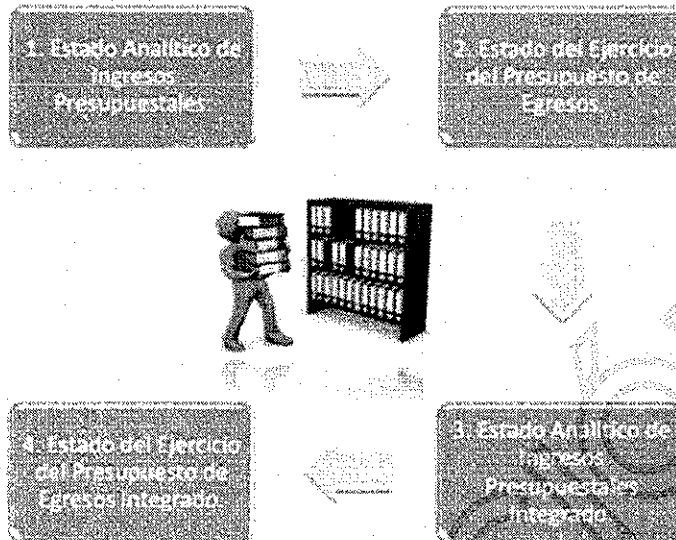 1. Estado Analítico de
Ingresos
Presupuestales
2. Estado del Ejercicio
del Presupuesto de
Egresos
3. Estado Analítico de
Ingresos
Presupuestales
Integrado
4. Estado del Ejercicio
del Presupuesto de
Egresos Integrado